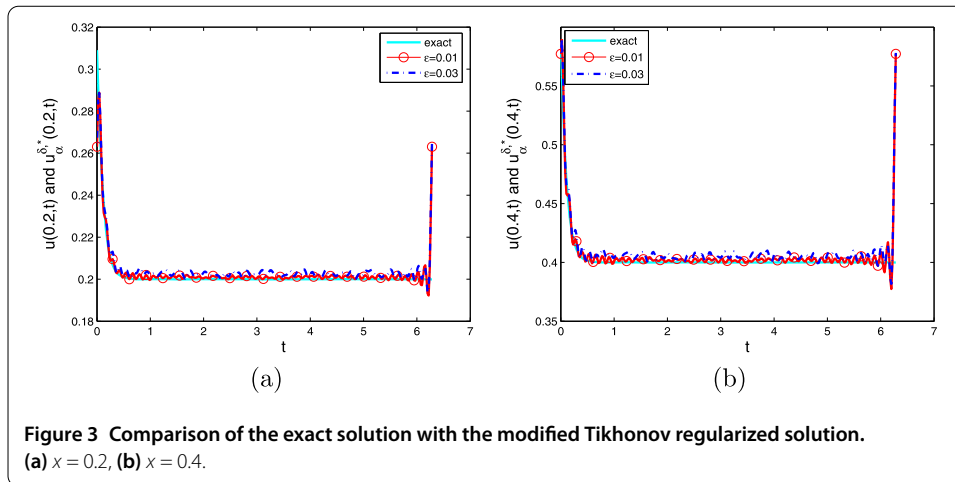 0.32
0.3
0.28
0.26
0.24
0.22
0.2
0.18
0 1 2 3 4 5 6 7
t
u(0.2,t) and u_α^{δ,*}(0.2,t)
exact
ε=0.01
ε=0.03
(a)
0.55
0.5
0.45
0.4
0.35
0 1 2 3 4 5 6 7
t
u(0.4,t) and u_α^{δ,*}(0.4,t)
exact
ε=0.01
ε=0.03
(b)
Figure 3 Comparison of the exact solution with the modified Tikhonov regularized solution.
(a) x = 0.2, (b) x = 0.4.